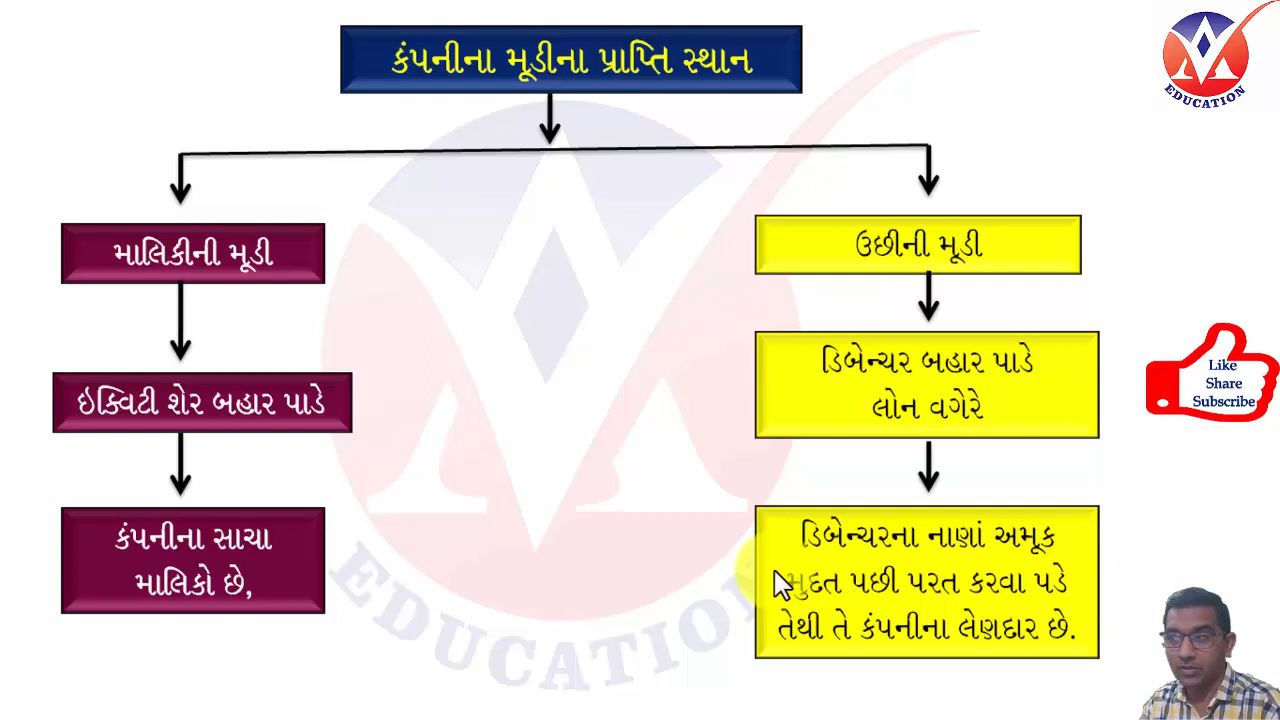 કંપનીના મૂડીના પ્રાપ્તિ સ્થાન
EDUCATION
માલિકીની મૂડી
ઉછીની મૂડી
ઇક્વિટી શેર બહાર પાડે
ડિબેન્ચર બહાર પાડે
લોન વગેરે
Like
Share
Subscribe
કંપનીના સાચા
માલિકો છે,
ડિબેન્ચરના નાણાં અમૂક
મુદત પછી પરત કરવા પડે
તેથી તે કંપનીના લેણદાર છે.
EDUCATION